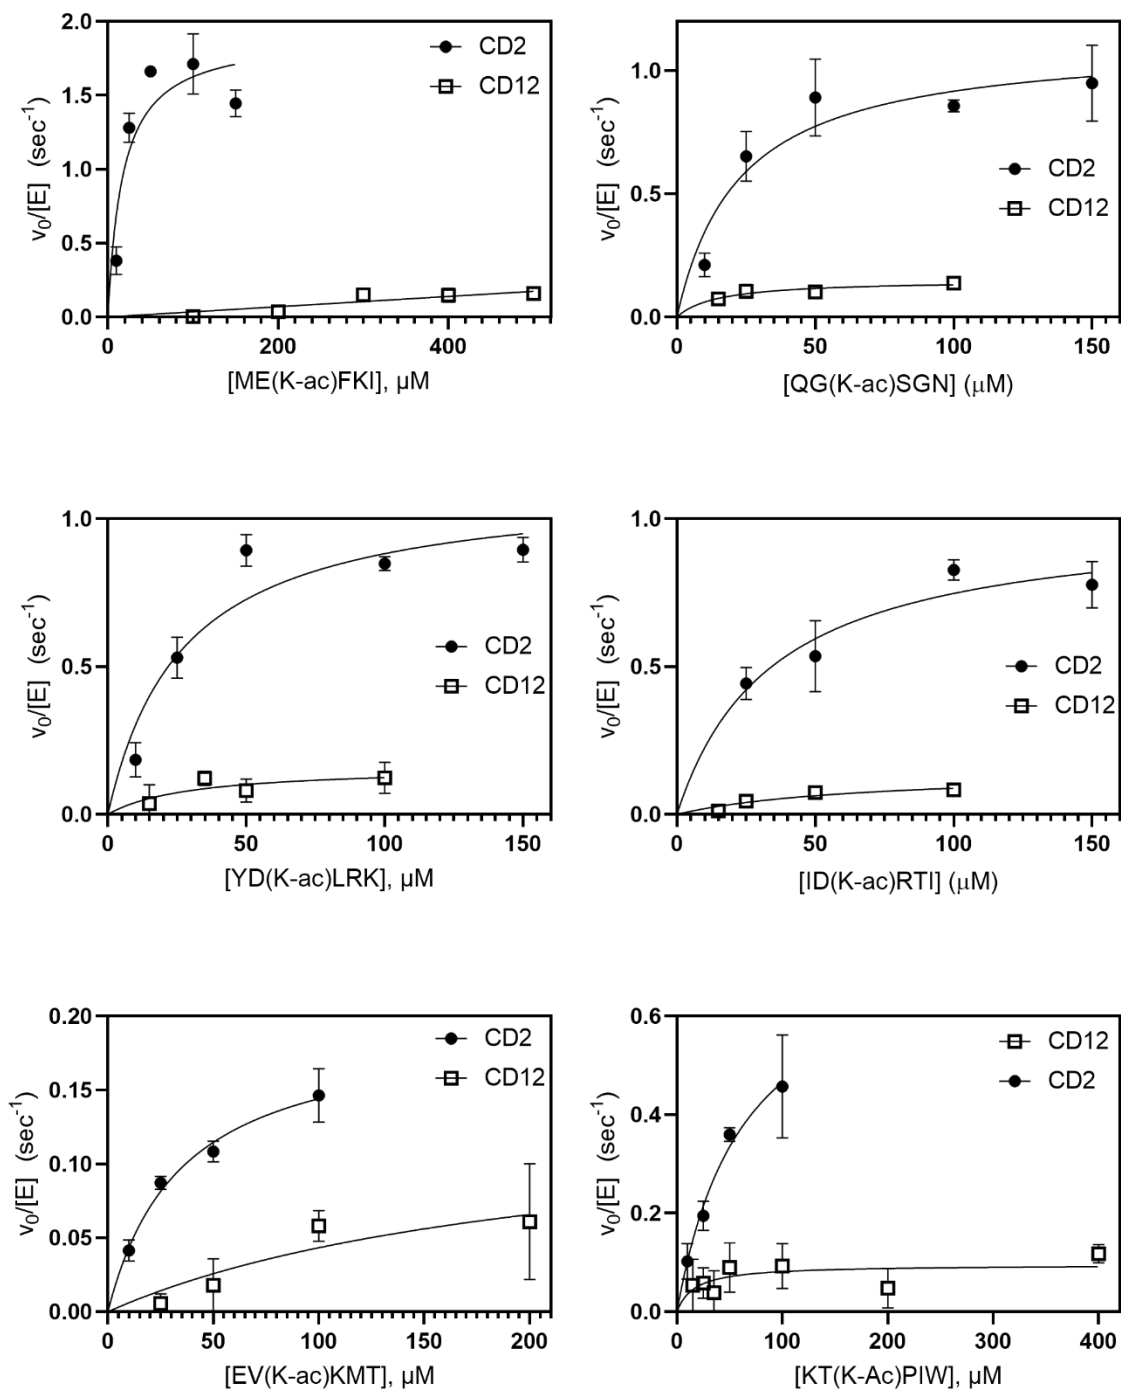 2.0
1.5
1.0
0.5
0.0
v₀/[E] (sec⁻¹)
CD2
CD12
0 200 400
[ME(K-ac)FKI], µM
1.0
0.5
0.0
v₀/[E] (sec⁻¹)
CD2
CD12
0 50 100 150
[QG(K-ac)SGN] (µM)
1.0
0.5
0.0
v₀/[E] (sec⁻¹)
CD2
CD12
0 50 100 150
[YD(K-ac)LRK], µM
1.0
0.5
0.0
v₀/[E] (sec⁻¹)
CD2
CD12
0 50 100 150
[ID(K-ac)RTI] (µM)
0.20
0.15
0.10
0.05
0.00
v₀/[E] (sec⁻¹)
CD2
CD12
0 50 100 150 200
[EV(K-ac)KMT], µM
0.6
0.4
0.2
0.0
v₀/[E] (sec⁻¹)
CD12
CD2
0 100 200 300 400
[KT(K-Ac)PIW], µM